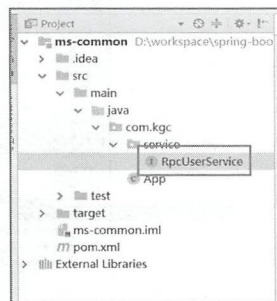 Project
ms-common D:\workspace\spring-boo
.idea
src
main
java
com.kgc
service
RpcUserService
App
test
target
ms-common.iml
pom.xml
External Libraries